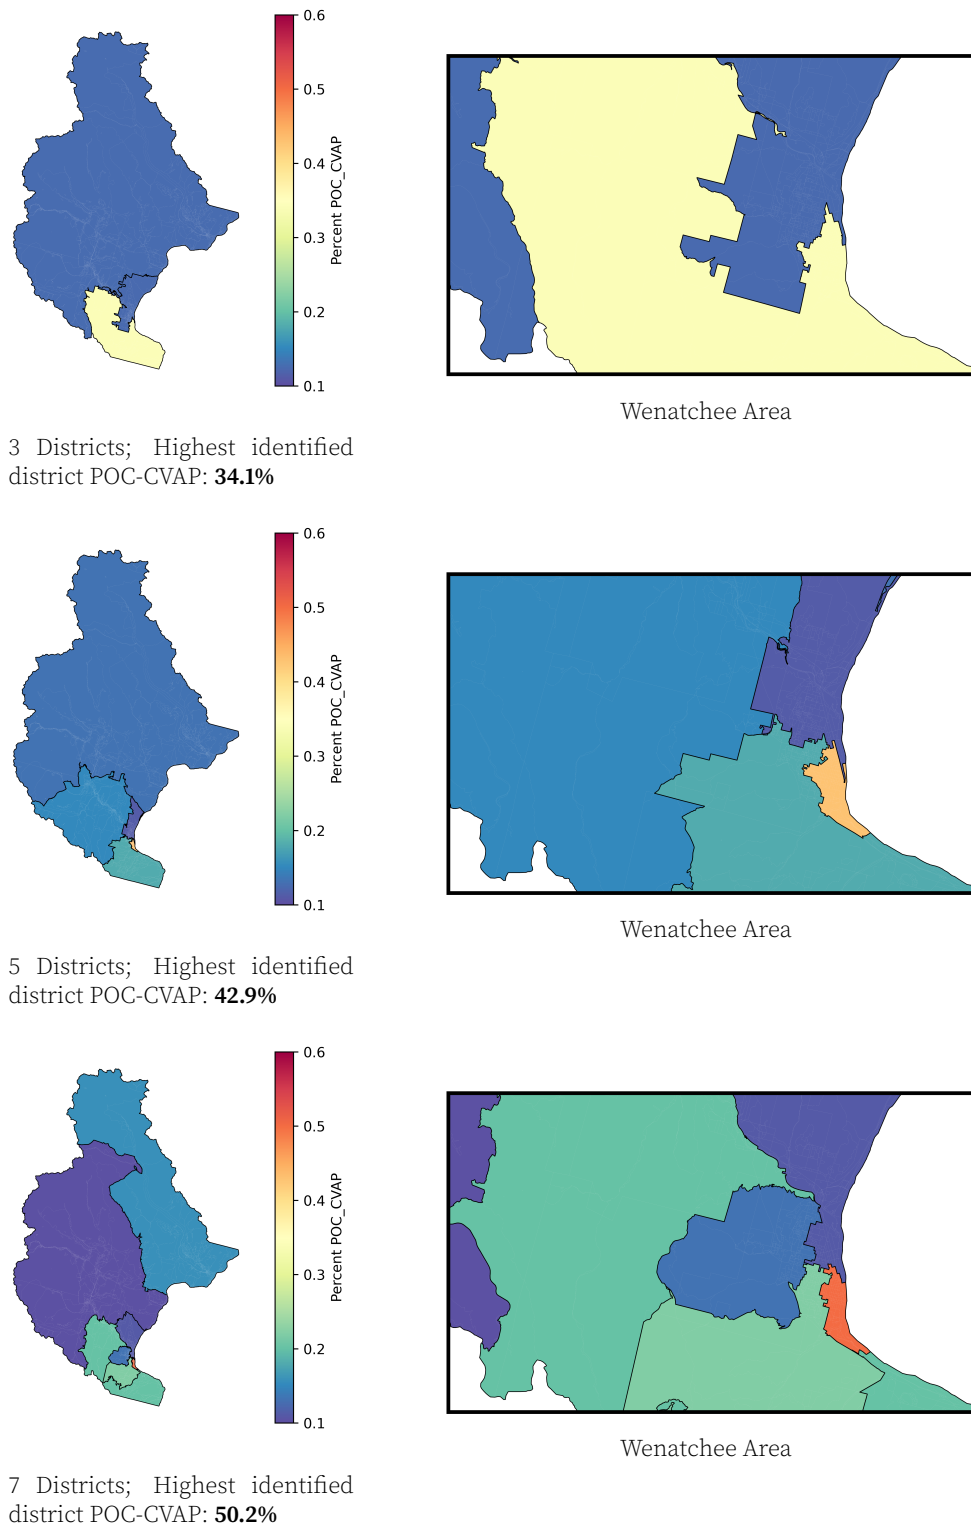 0.6
0.5
0.4
0.3
0.2
0.1
Percent POC_CVAP
Wenatchee Area
3 Districts; Highest identified
district POC-CVAP: 34.1%
0.6
0.5
0.4
0.3
0.2
0.1
Percent POC_CVAP
Wenatchee Area
5 Districts; Highest identified
district POC-CVAP: 42.9%
0.6
0.5
0.4
0.3
0.2
0.1
Percent POC_CVAP
Wenatchee Area
7 Districts; Highest identified
district POC-CVAP: 50.2%